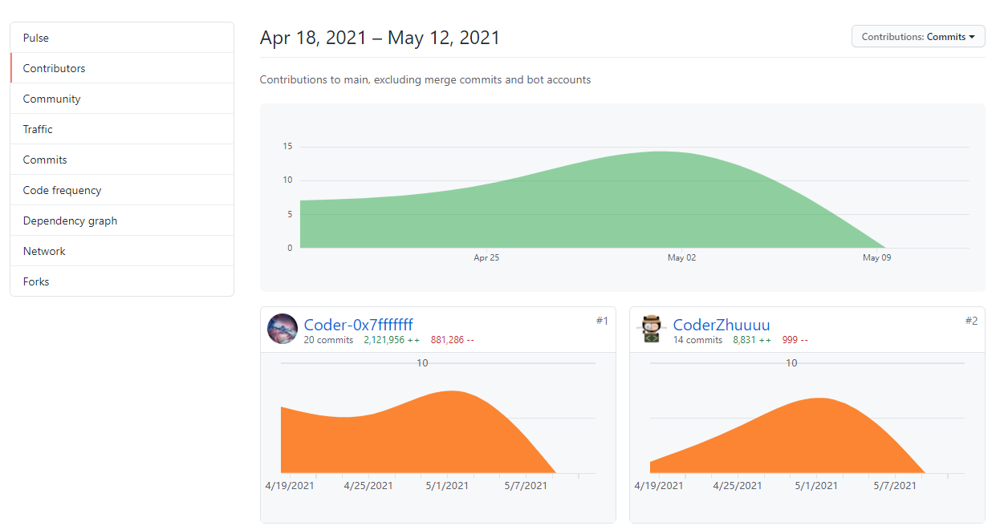 Pulse
Contributors
Community
Traffic
Commits
Code frequency
Dependency graph
Network
Forks
Apr 18, 2021 – May 12, 2021
Contributions: Commits
Contributions to main, excluding merge commits and bot accounts
15
10
5
0
Apr 25 May 02 May 09
Coder-0x7fffffff #1
20 commits 2,121,956 ++ 881,286 --
10
4/19/2021 4/25/2021 5/1/2021 5/7/2021
CoderZhuuuu #2
14 commits 8,831 ++ 999 --
10
4/19/2021 4/25/2021 5/1/2021 5/7/2021